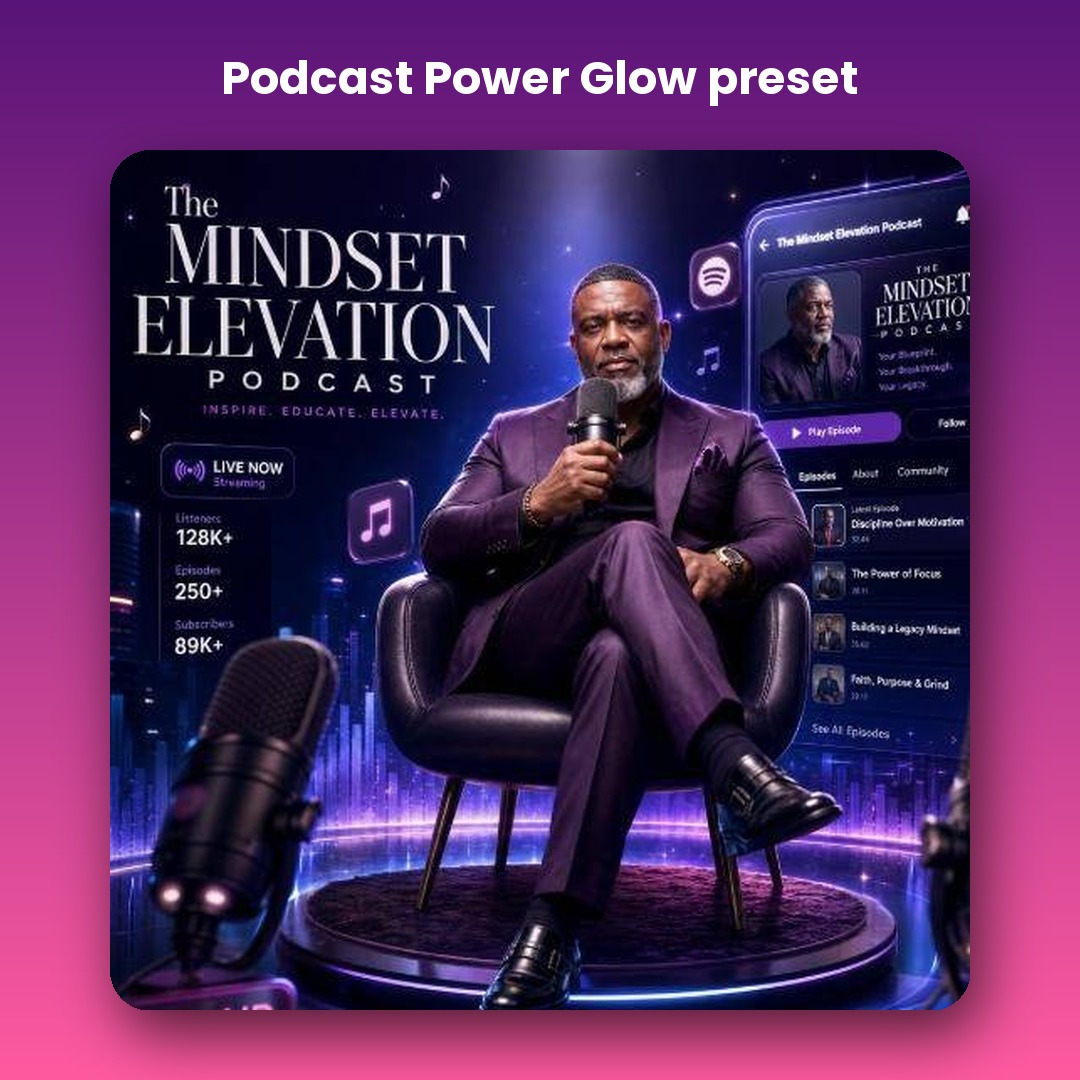 Podcast Power Glow preset
The
MINDSET
ELEVATION
PODCAST
INSPIRE. EDUCATE. ELEVATE.
LIVE NOW
Streaming
Listeners
128K+
Episodes
250+
Subscribers
89K+
The Mindset Elevation Podcast
THE
MINDSET
ELEVATION
PODCAS
Your Blueprint.
Your Breakthrough.
Your Legacy.
Play Episode
Follow
Episodes
About
Community
Latest Episode
Discipline Over Motivation
The Power of Focus
Building a Legacy Mindset
Faith, Purpose & Grind
See All Episodes